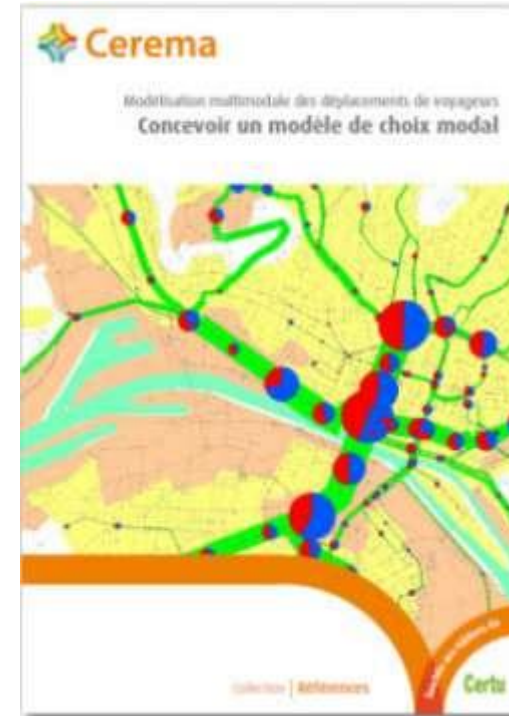 Cerema
Modélisation multimodale des déplacements de voyageurs
Concevoir un modèle de choix modal
Collection | Références
Certu